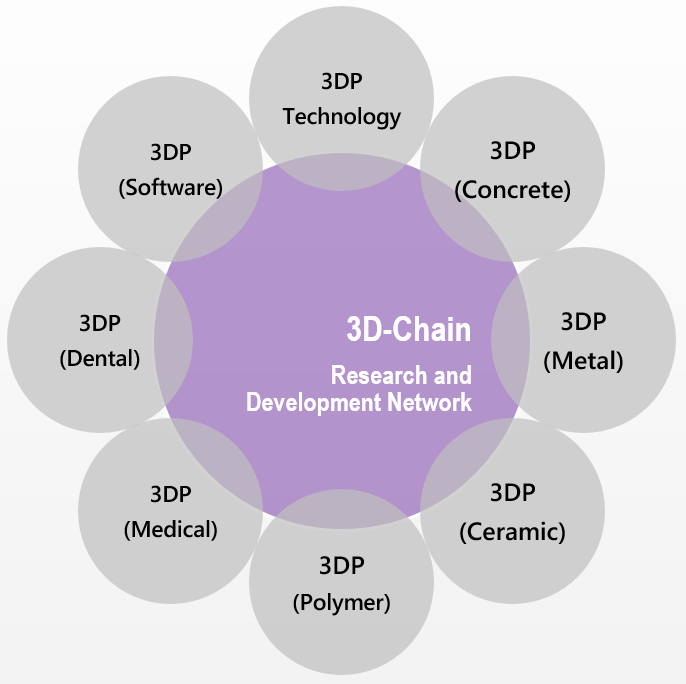 3DP
Technology
3DP
(Concrete)
3DP
(Metal)
3DP
(Ceramic)
3DP
(Polymer)
3DP
(Medical)
3DP
(Dental)
3DP
(Software)
3D-Chain
Research and
Development Network